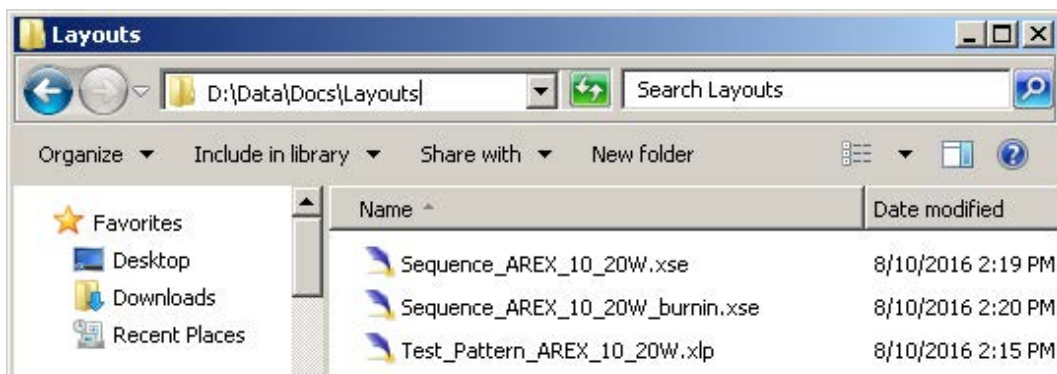 Layouts
D:\Data\Docs\Layouts
Search Layouts
Organize
Include in library
Share with
New folder
Favorites
Desktop
Downloads
Recent Places
Name
Date modified
Sequence_AREX_10_20W.xse
8/10/2016 2:19 PM
Sequence_AREX_10_20W_burnin.xse
8/10/2016 2:20 PM
Test_Pattern_AREX_10_20W.xlp
8/10/2016 2:15 PM